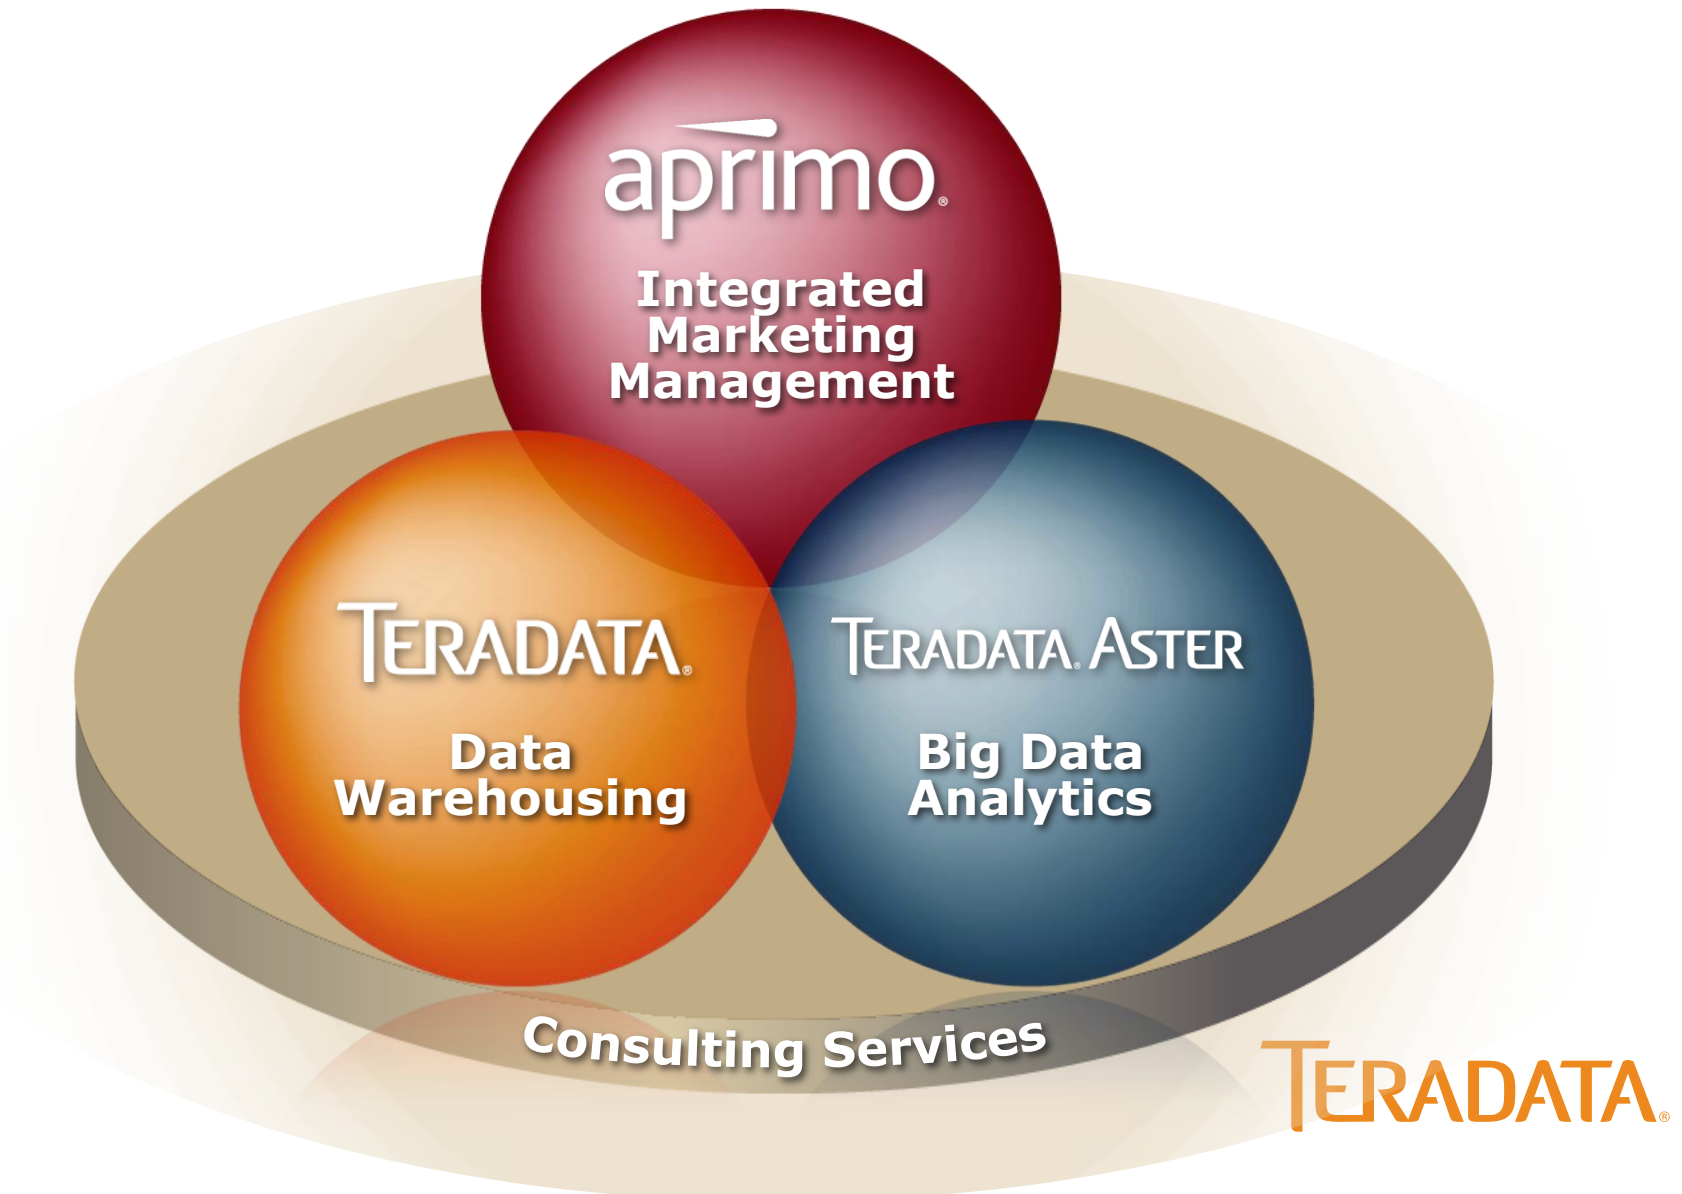 aprimo®
Integrated
Marketing
Management
TERADATA®
Data
Warehousing
TERADATA® ASTER
Big Data
Analytics
Consulting Services
TERADATA®